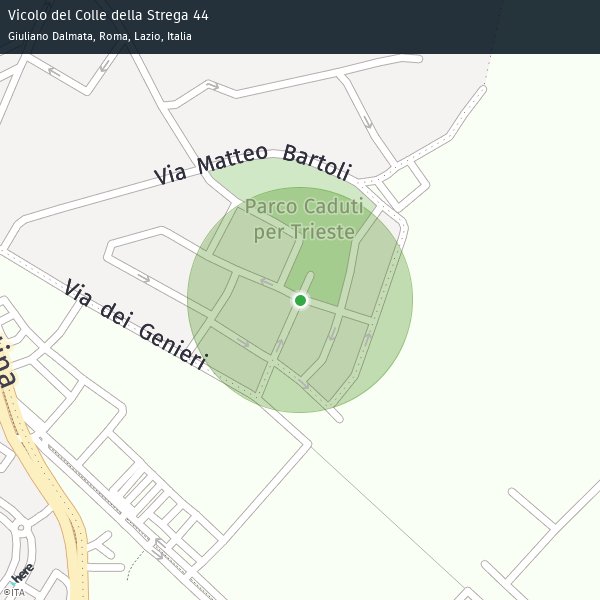 Vicolo del Colle della Strega 44
Giuliano Dalmata, Roma, Lazio, Italia
Via Matteo Bartoli
Parco Caduti
per Trieste
Via dei Genieri
ina
here
©ITA